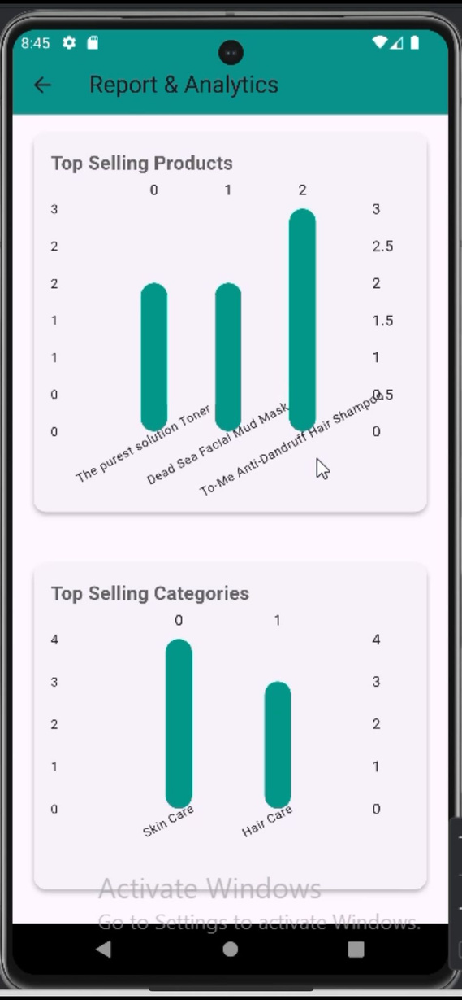 8:45
Report & Analytics
Top Selling Products
0 1 2
3 3
2 2.5
2 2
1 1.5
1 1
0 0.5
0 0
The purest solution Toner
Dead Sea Facial Mud Mask
To-Me Anti-Dandruff Hair Shampoo
Top Selling Categories
0 1
4 4
3 3
2 2
1 1
0 0
Skin Care Hair Care
Activate Windows
Go to Settings to activate Windows.